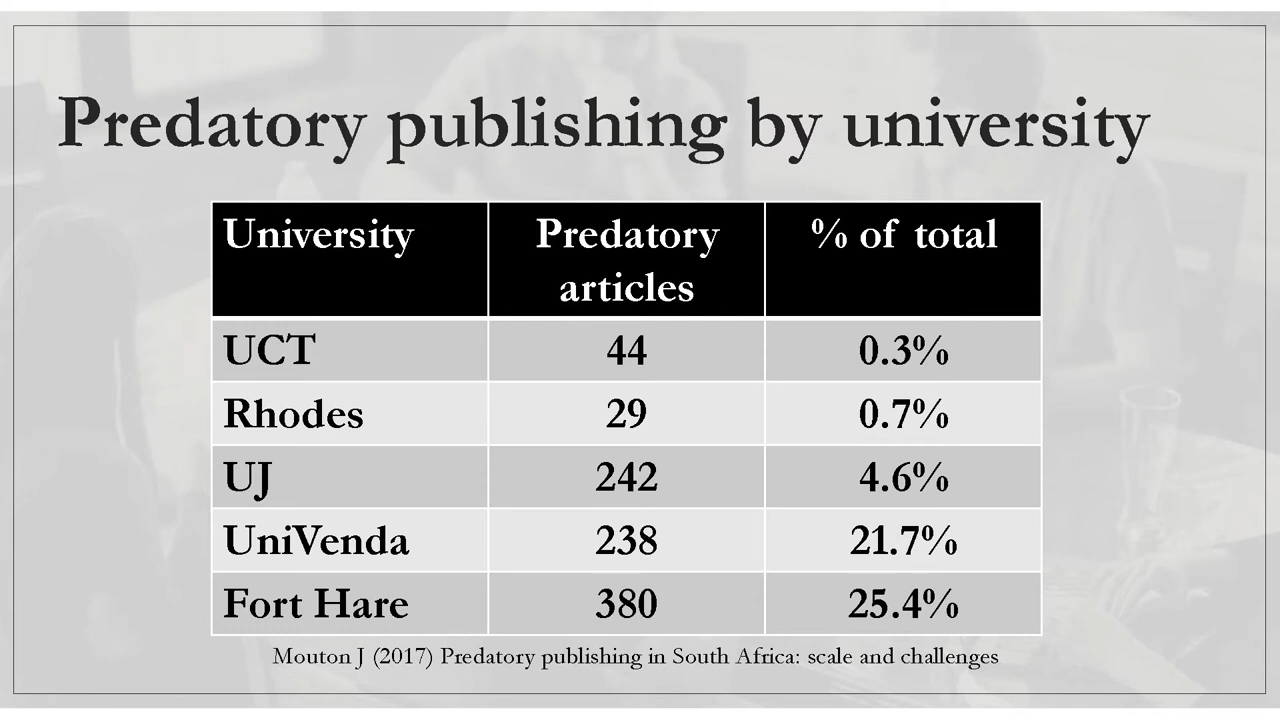 Predatory publishing by university
University Predatory articles % of total
UCT 44 0.3%
Rhodes 29 0.7%
UJ 242 4.6%
UniVenda 238 21.7%
Fort Hare 380 25.4%
Mouton J (2017) Predatory publishing in South Africa: scale and challenges